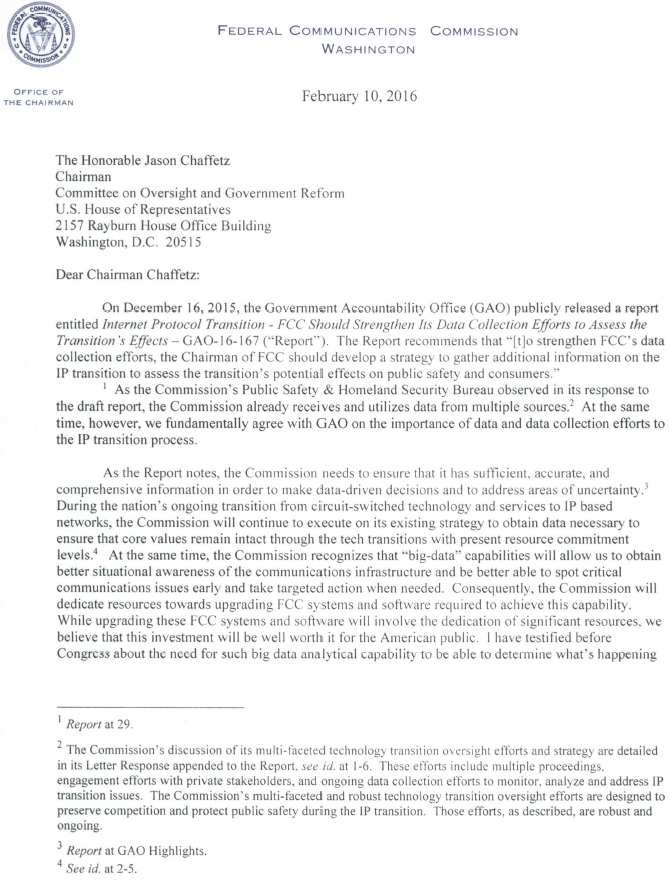 FEDERAL COMMUNICATIONS COMMISSION
WASHINGTON
FEDERAL COMMUNICATIONS COMMISSION
OFFICE OF
THE CHAIRMAN
February 10, 2016
The Honorable Jason Chaffetz
Chairman
Committee on Oversight and Government Reform
U.S. House of Representatives
2157 Rayburn House Office Building
Washington, D.C. 20515
Dear Chairman Chaffetz:
On December 16, 2015, the Government Accountability Office (GAO) publicly released a report
entitled Internet Protocol Transition - FCC Should Strengthen Its Data Collection Efforts to Assess the
Transition's Effects – GAO-16-167 ("Report"). The Report recommends that "[t]o strengthen FCC's data
collection efforts, the Chairman of FCC should develop a strategy to gather additional information on the
IP transition to assess the transition's potential effects on public safety and consumers."
1 As the Commission's Public Safety & Homeland Security Bureau observed in its response to
the draft report, the Commission already receives and utilizes data from multiple sources.2 At the same
time, however, we fundamentally agree with GAO on the importance of data and data collection efforts to
the IP transition process.
As the Report notes, the Commission needs to ensure that it has sufficient, accurate, and
comprehensive information in order to make data-driven decisions and to address areas of uncertainty.3
During the nation's ongoing transition from circuit-switched technology and services to IP based
networks, the Commission will continue to execute on its existing strategy to obtain data necessary to
ensure that core values remain intact through the tech transitions with present resource commitment
levels.4 At the same time, the Commission recognizes that "big-data" capabilities will allow us to obtain
better situational awareness of the communications infrastructure and be better able to spot critical
communications issues early and take targeted action when needed. Consequently, the Commission will
dedicate resources towards upgrading FCC systems and software required to achieve this capability.
While upgrading these FCC systems and software will involve the dedication of significant resources, we
believe that this investment will be well worth it for the American public. I have testified before
Congress about the need for such big data analytical capability to be able to determine what's happening
1 Report at 29.
2 The Commission's discussion of its multi-faceted technology transition oversight efforts and strategy are detailed
in its Letter Response appended to the Report, see id. at 1-6. These efforts include multiple proceedings,
engagement efforts with private stakeholders, and ongoing data collection efforts to monitor, analyze and address IP
transition issues. The Commission's multi-faceted and robust technology transition oversight efforts are designed to
preserve competition and protect public safety during the IP transition. Those efforts, as described, are robust and
ongoing.
3 Report at GAO Highlights.
4 See id. at 2-5.